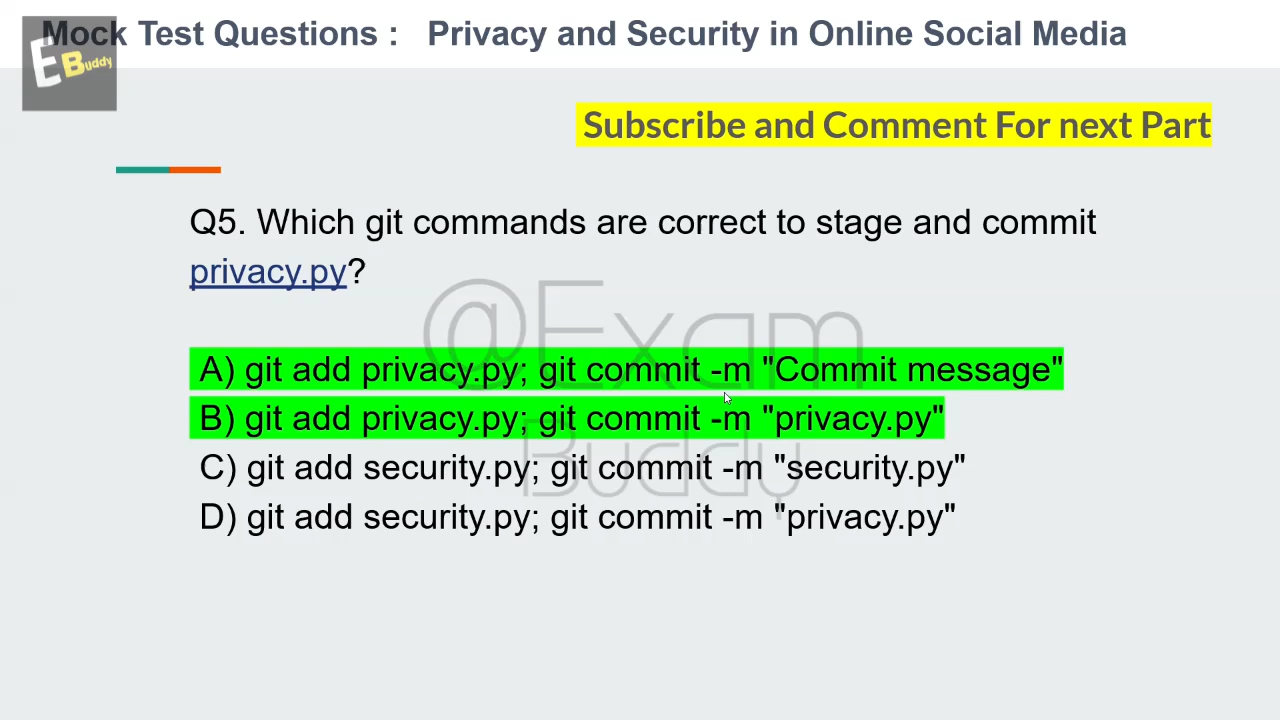 Mock Test Questions : Privacy and Security in Online Social Media
E Buddy
Subscribe and Comment For next Part
Q5. Which git commands are correct to stage and commit
privacy.py?
@Exam
Buddy
A) git add privacy.py; git commit -m "Commit message"
B) git add privacy.py; git commit -m "privacy.py"
C) git add security.py; git commit -m "security.py"
D) git add security.py; git commit -m "privacy.py"